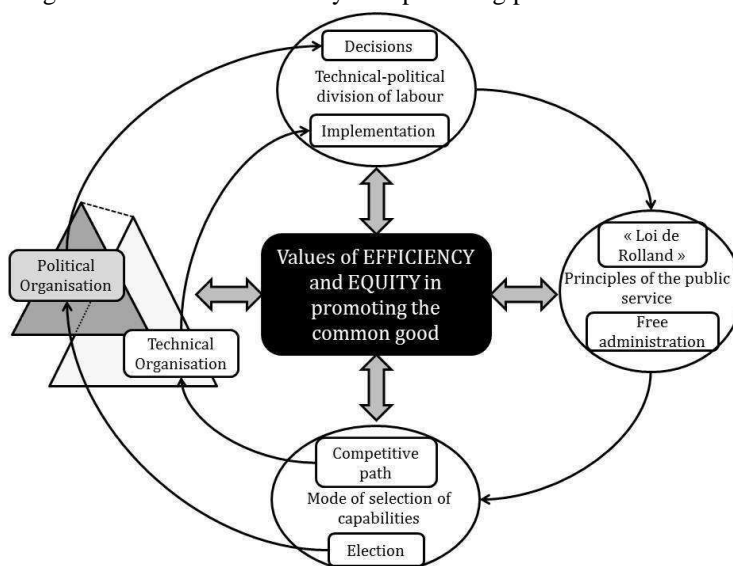 Decisions
Technical-political
division of labour
Implementation
Political
Organisation
Technical
Organisation
Values of EFFICIENCY
and EQUITY in
promoting the
common good
« Loi de
Rolland »
Principles of the public
service
Free
administration
Competitive
path
Mode of selection of
capabilities
Election